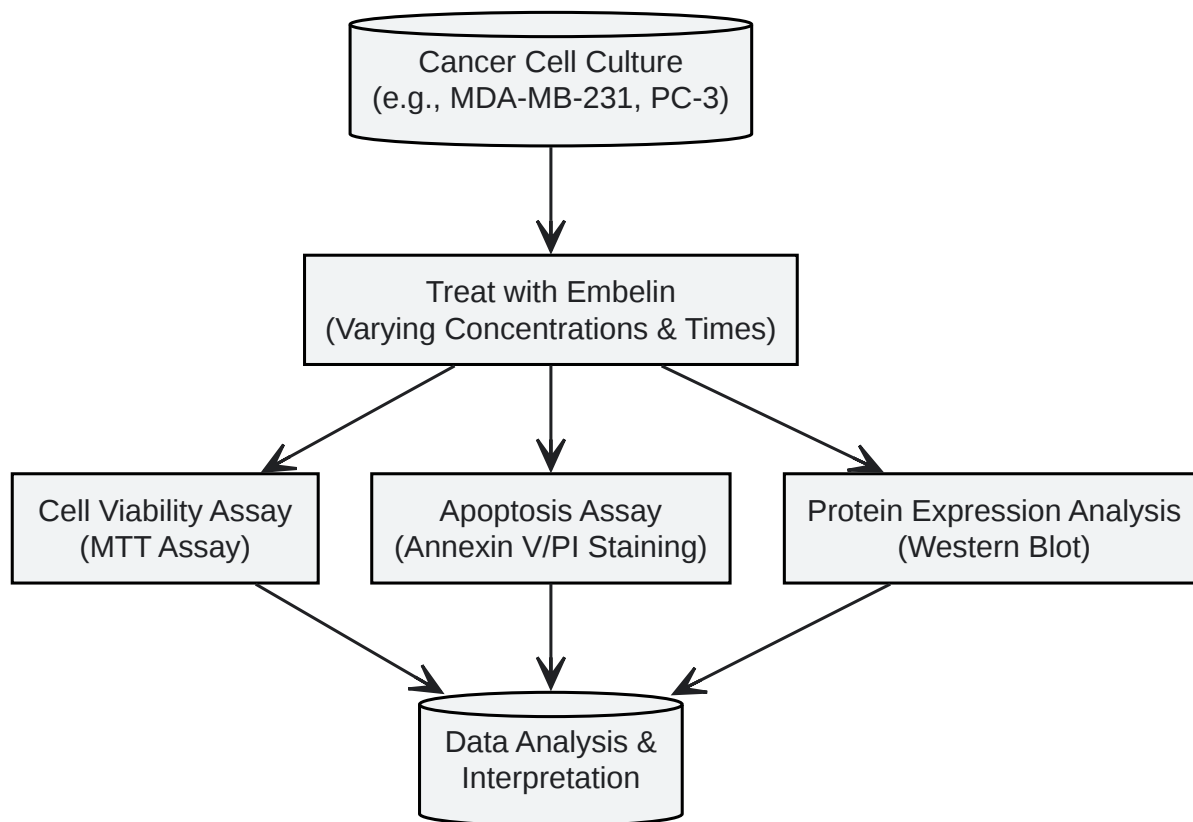 Cancer Cell Culture
(e.g., MDA-MB-231, PC-3)
Treat with Embelin
(Varying Concentrations & Times)
Cell Viability Assay
(MTT Assay)
Apoptosis Assay
(Annexin V/PI Staining)
Protein Expression Analysis
(Western Blot)
Data Analysis &
Interpretation